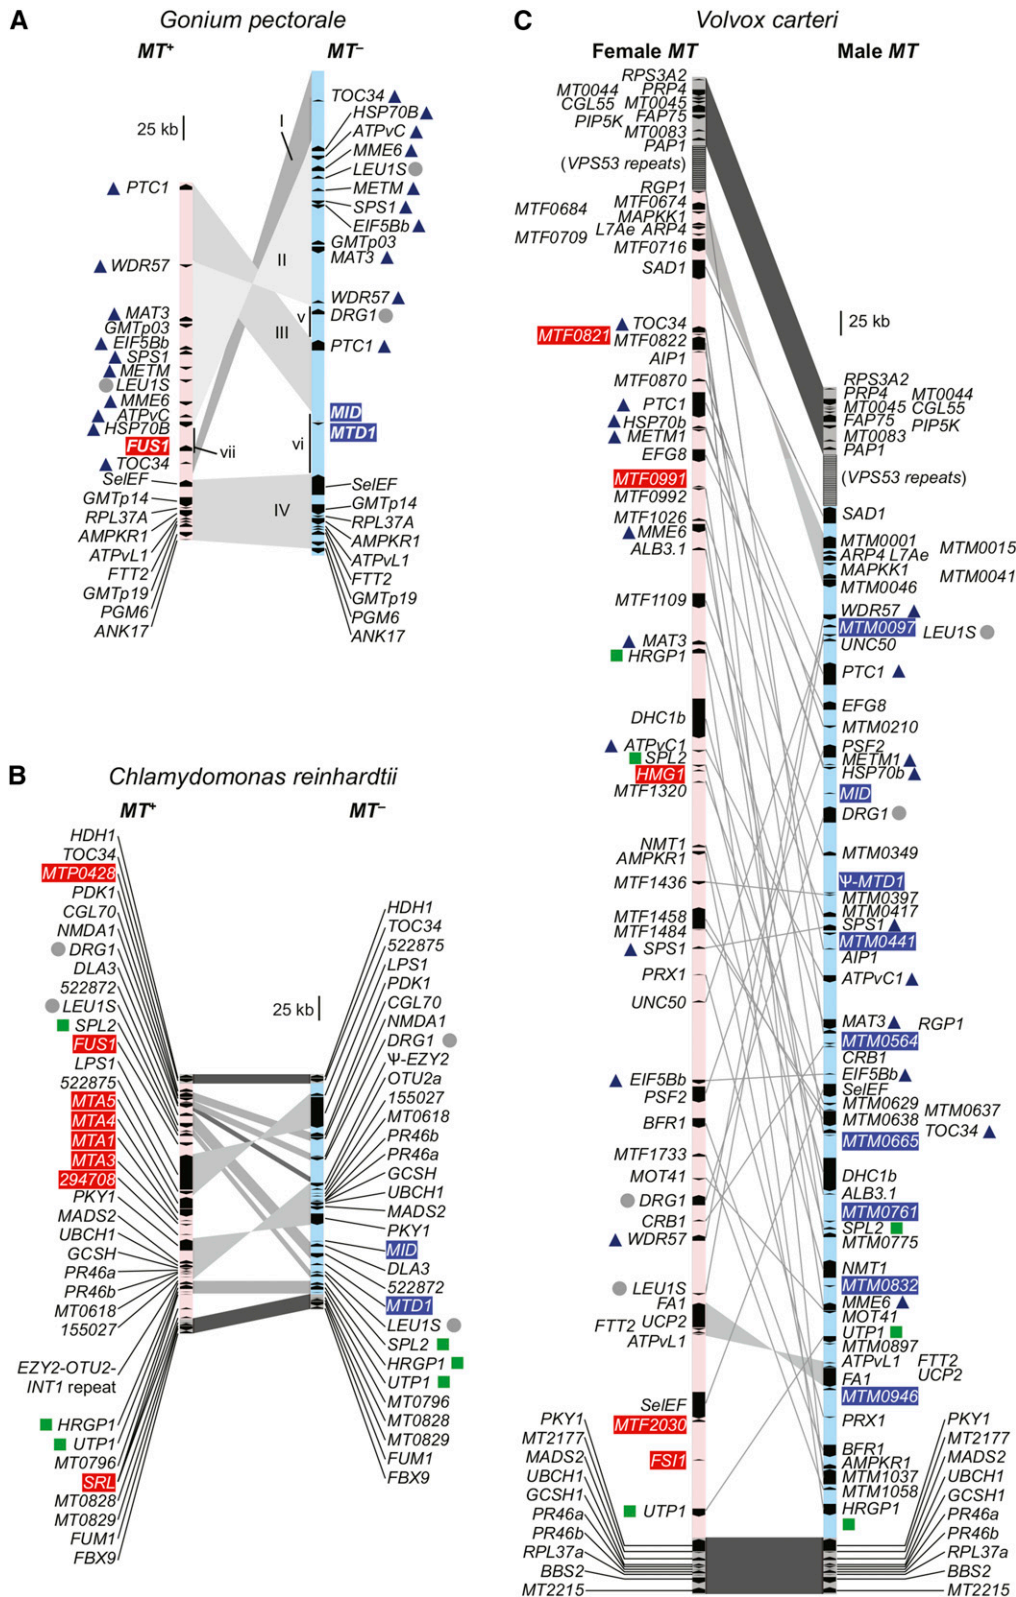 A
Gonium pectorale
MT+
MT–
25 kb
PTC1
WDR57
MAT3
GMTp03
EIF5Bb
SPS1
METM
LEU1S
MME6
ATPvC
HSP70B
FUS1
TOC34
SelEF
GMTp14
RPL37A
AMPKR1
ATPvL1
FTT2
GMTp19
PGM6
ANK17
I
II
III
IV
v
vi
vii
TOC34
HSP70B
ATPvC
MME6
LEU1S
METM
SPS1
EIF5Bb
GMTp03
MAT3
WDR57
DRG1
PTC1
MID
MTD1
SelEF
GMTp14
RPL37A
AMPKR1
ATPvL1
FTT2
GMTp19
PGM6
ANK17
B
Chlamydomonas reinhardtii
MT+
MT–
25 kb
HDH1
TOC34
MTP0428
PDK1
CGL70
NMDA1
DRG1
DLA3
522872
LEU1S
SPL2
FUS1
LPS1
522875
MTA5
MTA4
MTA1
MTA3
294708
PKY1
MADS2
UBCH1
GCSH
PR46a
PR46b
MT0618
155027
EZY2-OTU2-
INT1 repeat
HRGP1
UTP1
MT0796
SRL
MT0828
MT0829
FUM1
FBX9
HDH1
TOC34
522875
LPS1
PDK1
CGL70
NMDA1
DRG1
Ψ-EZY2
OTU2a
155027
MT0618
PR46b
PR46a
GCSH
UBCH1
MADS2
PKY1
MID
DLA3
522872
MTD1
LEU1S
SPL2
HRGP1
UTP1
MT0796
MT0828
MT0829
FUM1
FBX9
C
Volvox carteri
Female MT
Male MT
25 kb
RPS3A2
MT0044 PRP4
CGL55 MT0045
PIP5K FAP75
MT0083
PAP1
(VPS53 repeats)
RGP1
MTF0674
MTF0684 MAPKK1
L7Ae ARP4
MTF0709 MTF0716
SAD1
TOC34
MTF0821 MTF0822
AIP1
MTF0870
PTC1
HSP70b
METM1
EFG8
MTF0991
MTF0992
MTF1026
MME6
ALB3.1
MTF1109
MAT3
HRGP1
DHC1b
ATPvC1
SPL2
HMG1
MTF1320
NMT1
AMPKR1
MTF1436
MTF1458
MTF1484
SPS1
PRX1
UNC50
EIF5Bb
PSF2
BFR1
MTF1733
MOT41
DRG1
CRB1
WDR57
LEU1S
FA1
FTT2 UCP2
ATPvL1
SelEF
MTF2030
FSI1
UTP1
PKY1
MT2177
MADS2
UBCH1
GCSH1
PR46a
PR46b
RPL37a
BBS2
MT2215
RPS3A2
PRP4 MT0044
MT0045 CGL55
FAP75 PIP5K
MT0083
PAP1
(VPS53 repeats)
SAD1
MTM0001
ARP4 L7Ae MTM0015
MAPKK1 MTM0041
MTM0046
WDR57
MTM0097 LEU1S
UNC50
PTC1
EFG8
MTM0210
PSF2
METM1
HSP70b
MID
DRG1
MTM0349
Ψ-MTD1
MTM0397
MTM0417
SPS1
MTM0441
AIP1
ATPvC1
MAT3 RGP1
MTM0564
CRB1
EIF5Bb
SelEF
MTM0629 MTM0637
MTM0638
TOC34
MTM0665
DHC1b
ALB3.1
MTM0761
SPL2
MTM0775
NMT1
MTM0832
MME6
MOT41
UTP1
MTM0897
ATPvL1 FTT2
FA1 UCP2
MTM0946
PRX1
BFR1
AMPKR1
MTM1037
MTM1058
HRGP1
PKY1
MT2177
MADS2
UBCH1
GCSH1
PR46a
PR46b
RPL37a
BBS2
MT2215